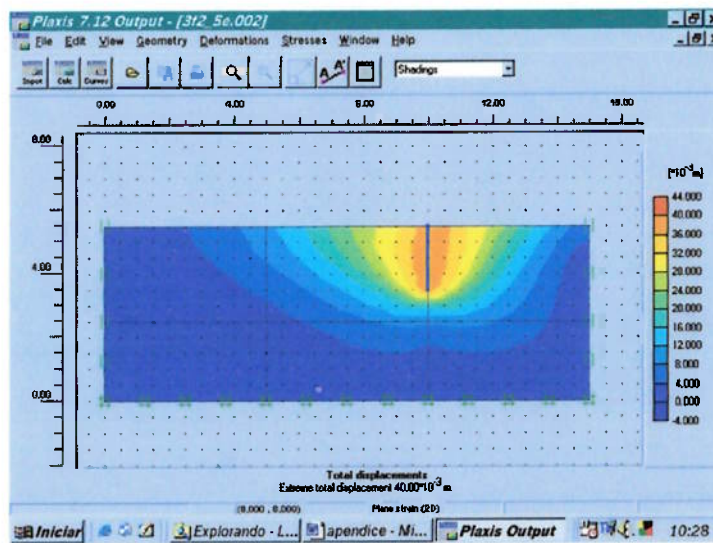 Plaxis 7.12 Output - [3f2_5e.002]
File Edit View Geometry Deformations Stresses Window Help
Input Calc Curves A A' Shadings
0.00 4.00 8.00 12.00 16.00
8.00
4.00
0.00
[*10⁻³ m]
44.000
40.000
36.000
32.000
28.000
24.000
20.000
16.000
12.000
8.000
4.000
0.000
-4.000
Total displacements
Extreme total displacement 40.00*10⁻³ m
(8.000 , 8.000) Plane strain (2D)
Iniciar Explorando - L... apendice - Ni... Plaxis Output 10:28